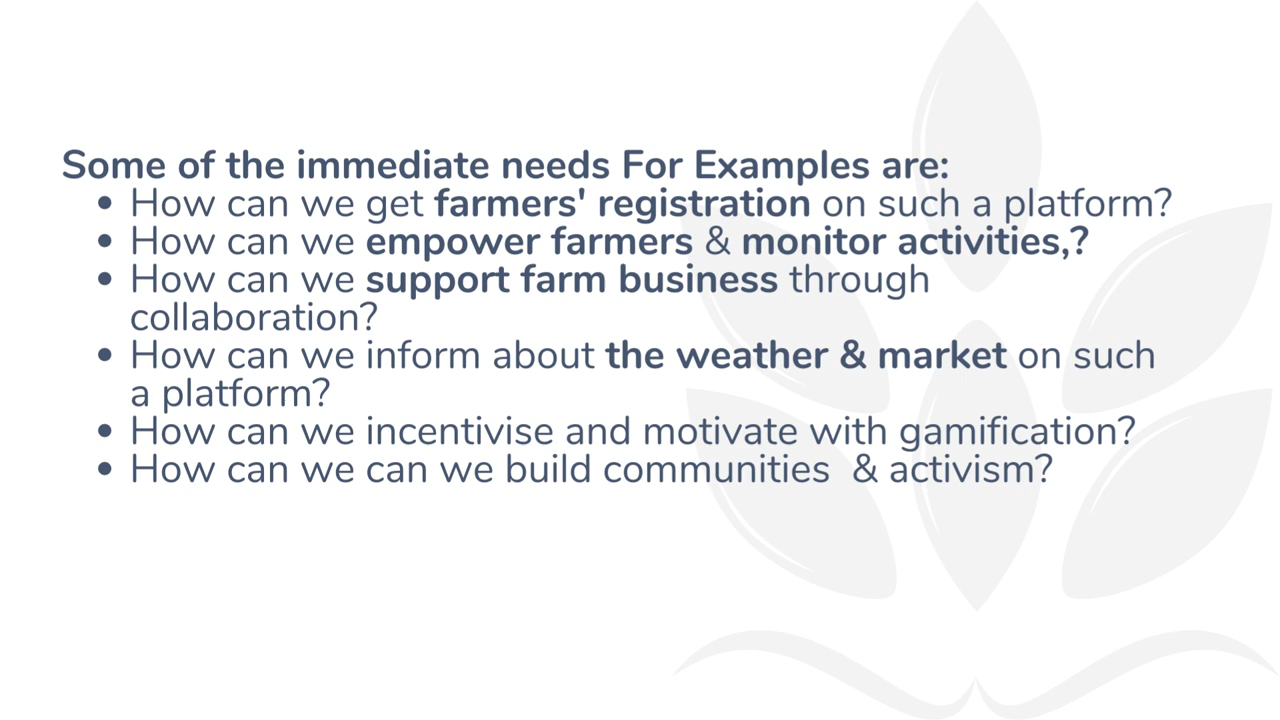 Some of the immediate needs For Examples are:
• How can we get farmers' registration on such a platform?
• How can we empower farmers & monitor activities,?
• How can we support farm business through
collaboration?
• How can we inform about the weather & market on such
a platform?
• How can we incentivise and motivate with gamification?
• How can we can we build communities  & activism?